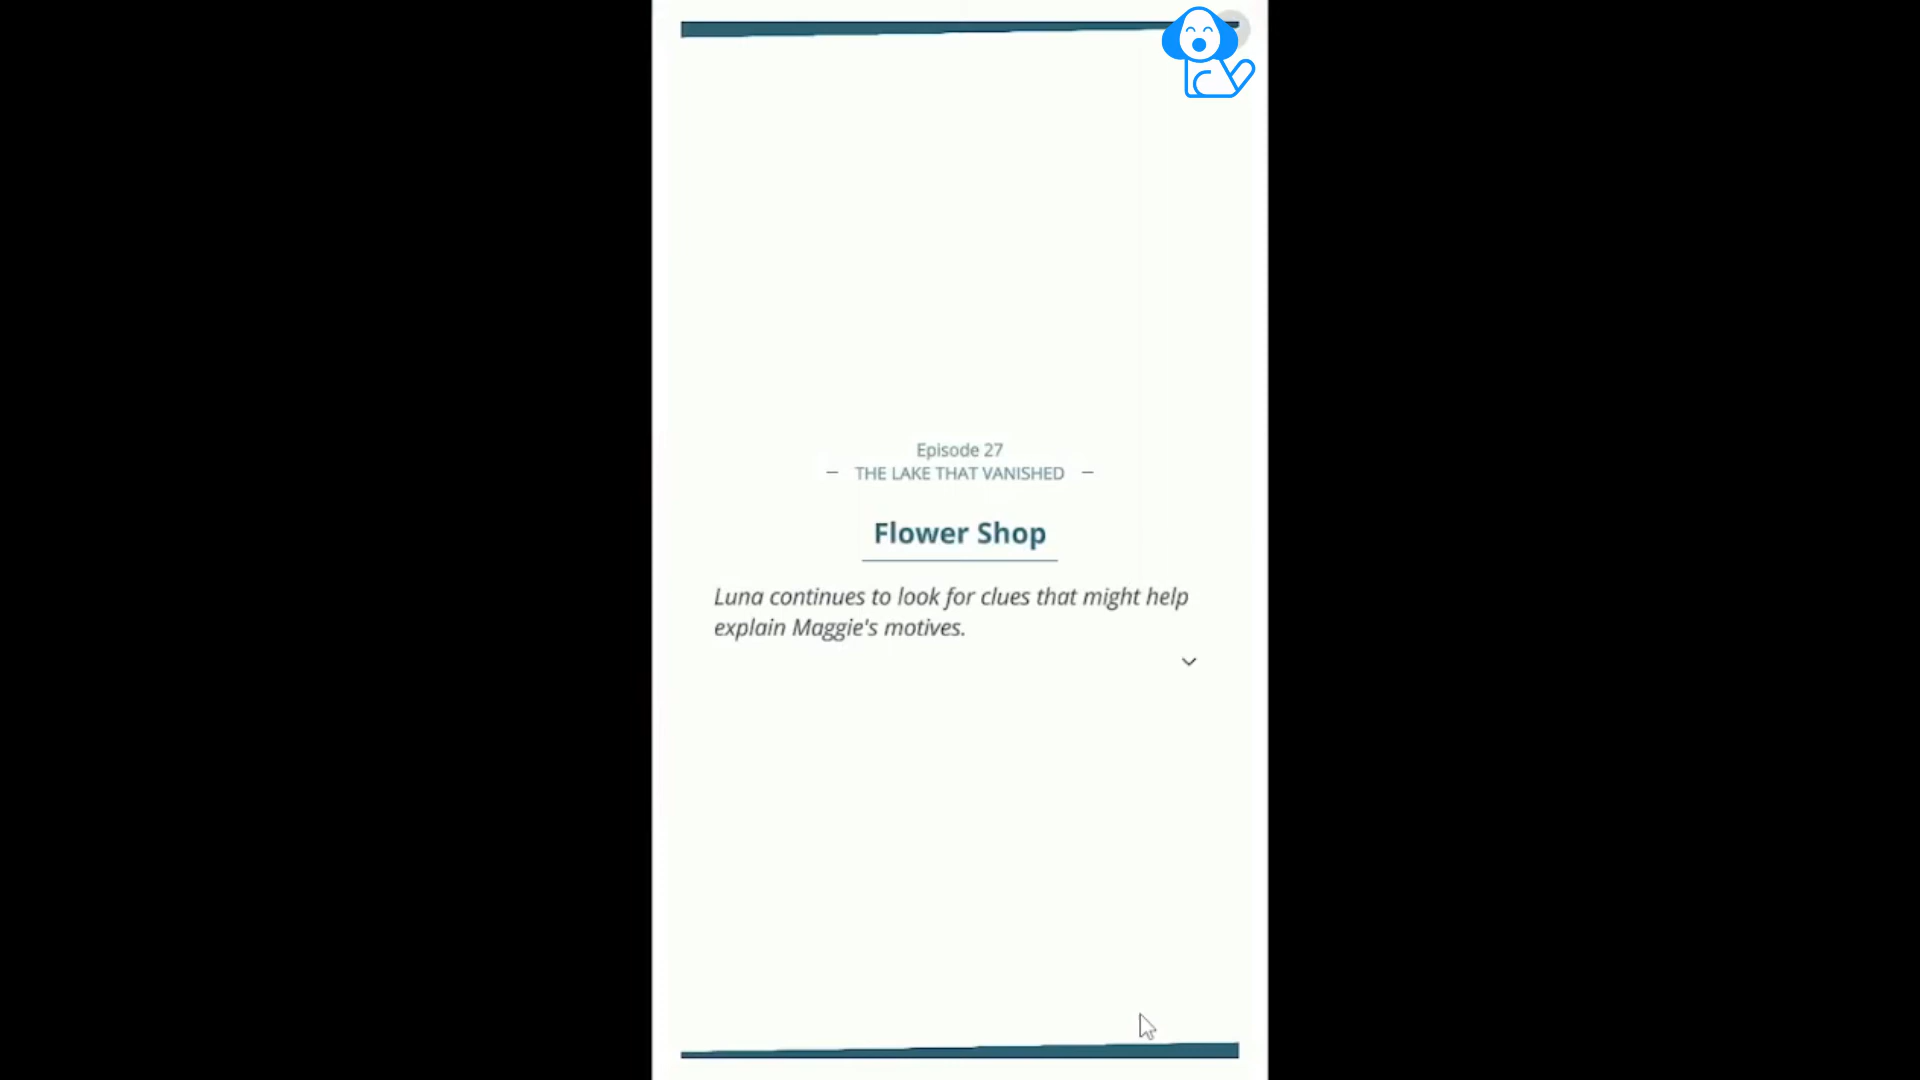 Episode 27
— THE LAKE THAT VANISHED —
Flower Shop
Luna continues to look for clues that might help
explain Maggie's motives.